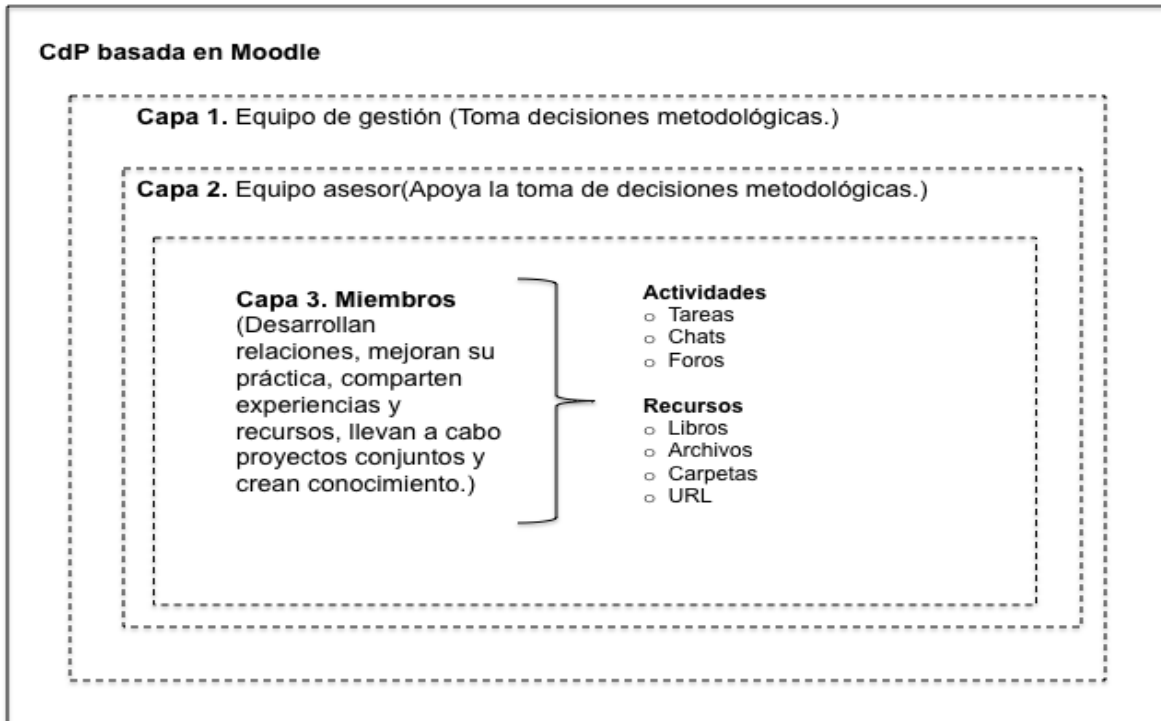 CdP basada en Moodle
Capa 1. Equipo de gestión (Toma decisiones metodológicas.)
Capa 2. Equipo asesor(Apoya la toma de decisiones metodológicas.)
Capa 3. Miembros
(Desarrollan
relaciones, mejoran su
práctica, comparten
experiencias y
recursos, llevan a cabo
proyectos conjuntos y
crean conocimiento.)
Actividades
o Tareas
o Chats
o Foros
Recursos
o Libros
o Archivos
o Carpetas
o URL